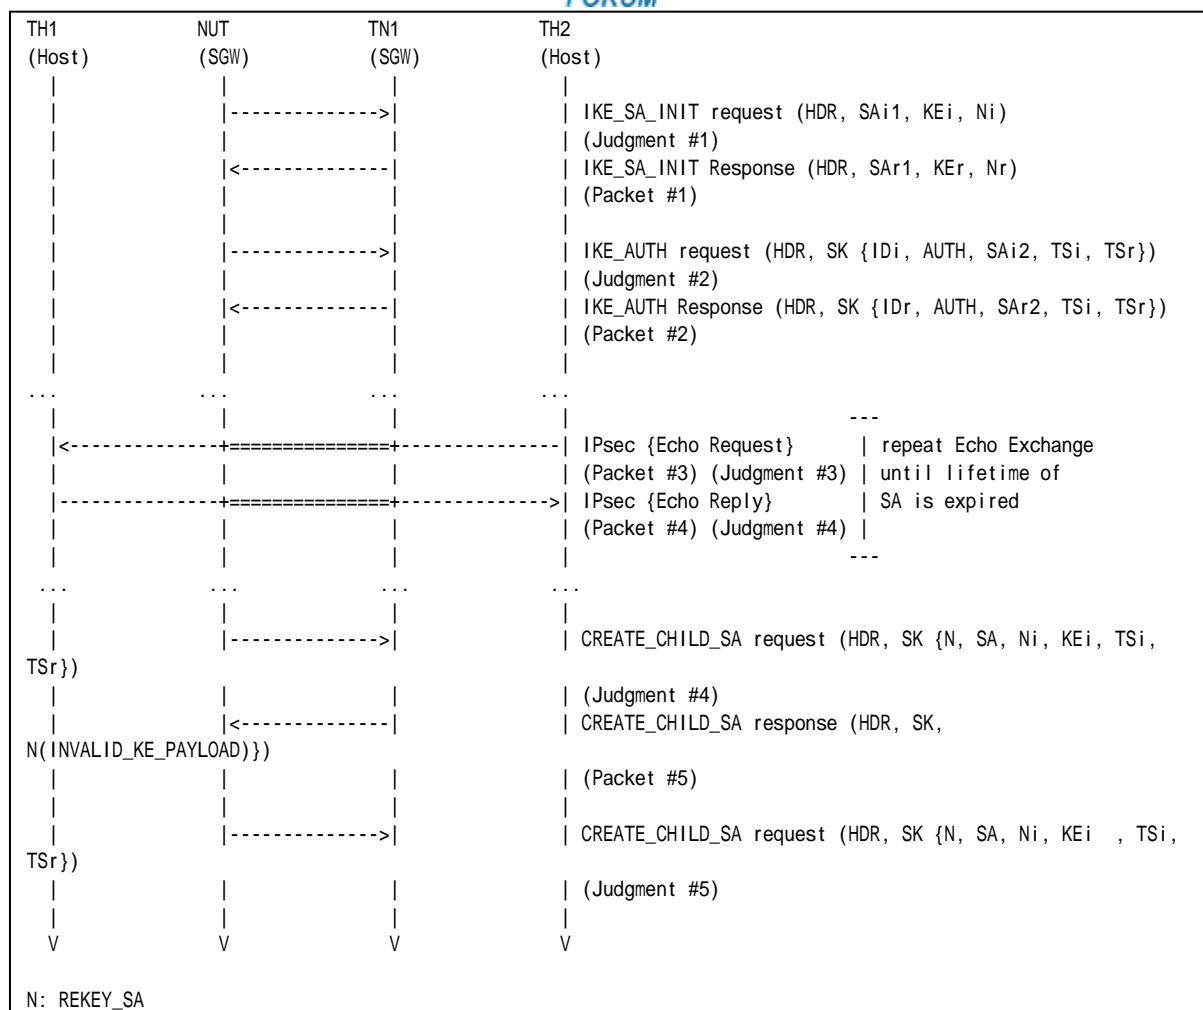 FORUM
TH1 NUT TN1 TH2
(Host) (SGW) (SGW) (Host)
| | | |
| |-------------->| | IKE_SA_INIT request (HDR, SAi1, KEi, Ni)
| | | | (Judgment #1)
| |<--------------| | IKE_SA_INIT Response (HDR, SAr1, KEr, Nr)
| | | | (Packet #1)
| | | |
| |-------------->| | IKE_AUTH request (HDR, SK {IDi, AUTH, SAi2, TSi, TSr})
| | | | (Judgment #2)
| |<--------------| | IKE_AUTH Response (HDR, SK {IDr, AUTH, SAr2, TSi, TSr})
| | | | (Packet #2)
| | | |
... ... ... ...
| | | | ---
|<---------------+===============+---------------| IPsec {Echo Request} | repeat Echo Exchange
| | | | (Packet #3) (Judgment #3) | until lifetime of
|---------------+===============+--------------->| IPsec {Echo Reply} | SA is expired
| | | | (Packet #4) (Judgment #4) |
| | | | ---
... ... ... ...
| | | |
| |-------------->| | CREATE_CHILD_SA request (HDR, SK {N, SA, Ni, KEi, TSi,
TSr})
| | | | (Judgment #4)
| |<--------------| | CREATE_CHILD_SA response (HDR, SK,
N(INVALID_KE_PAYLOAD)})
| | | | (Packet #5)
| | | |
| |-------------->| | CREATE_CHILD_SA request (HDR, SK {N, SA, Ni, KEi , TSi,
TSr})
| | | | (Judgment #5)
| | | |
V V V V
N: REKEY_SA